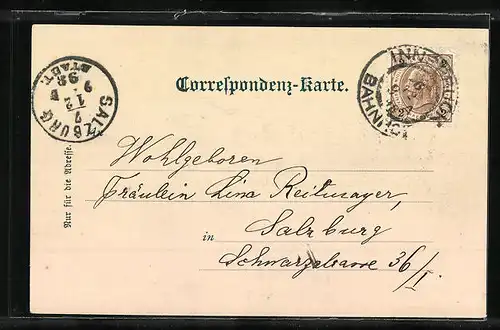 Correspondenz-Karte.
SALZBURG
STADT.
7
12
98
INNSBRUCK
BAHNHOF
Nur für die Adresse.
Wohlgeboren
Fräulein Lina Reitmayer,
Salzburg
in
Schwarzstrasse 36/I.